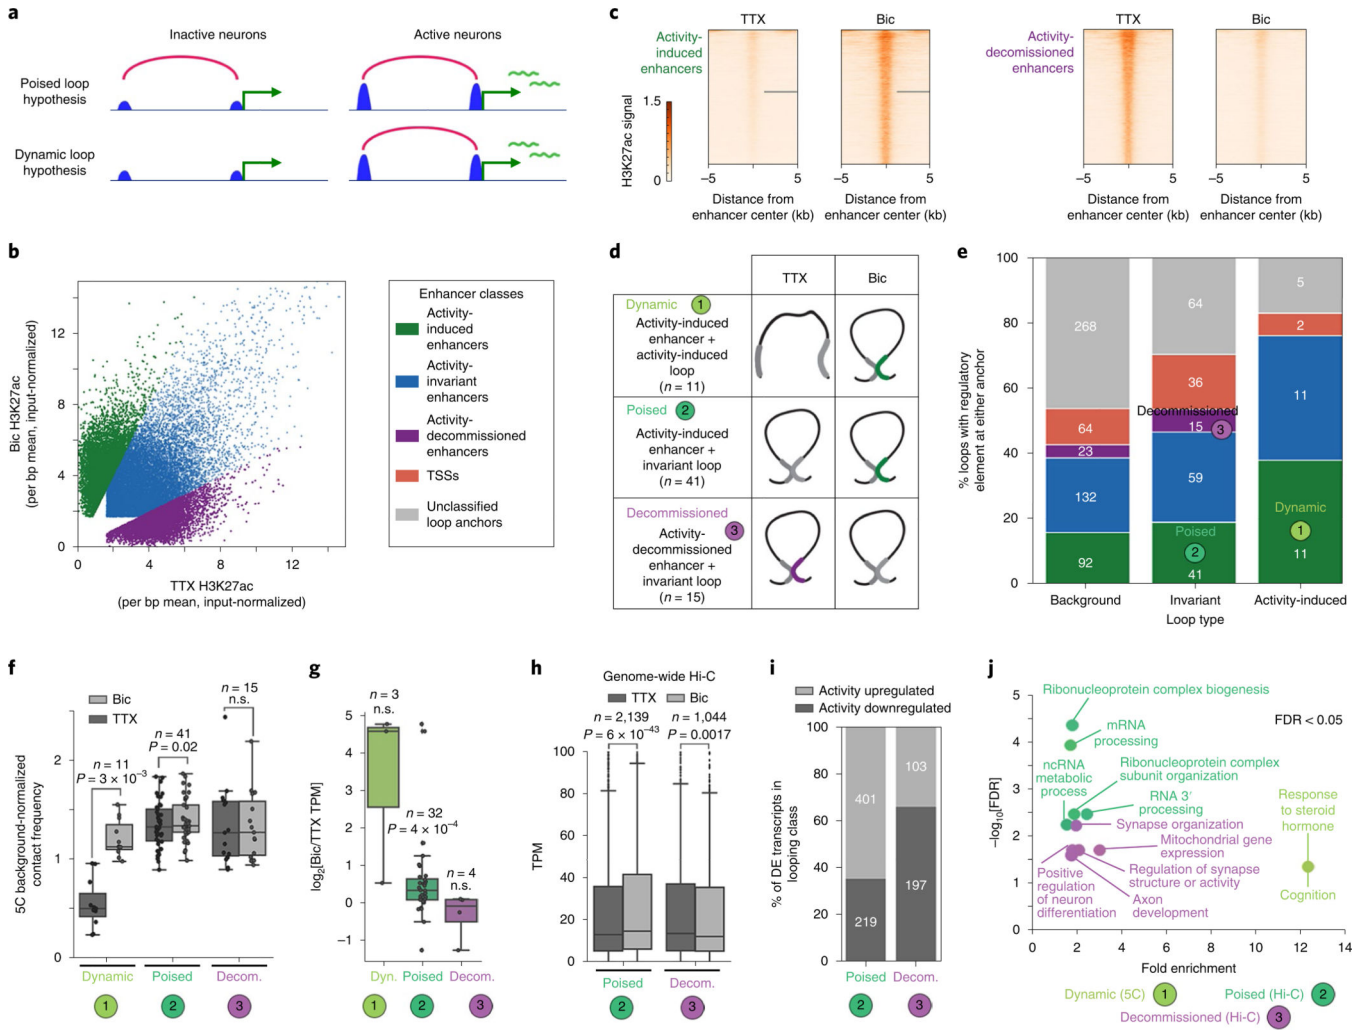 a
Inactive neurons
Active neurons
Poised loop
hypothesis
Dynamic loop
hypothesis
b
Bic H3K27ac
(per bp mean, input-normalized)
12
8
4
0
0
4
8
12
TTX H3K27ac
(per bp mean, input-normalized)
Enhancer classes
Activity-
induced
enhancers
Activity-
invariant
enhancers
Activity-
decommissioned
enhancers
TSSs
Unclassified
loop anchors
c
TTX
Bic
Activity-
induced
enhancers
H3K27ac signal
1.5
0
–5
5
–5
5
Distance from
enhancer center (kb)
Distance from
enhancer center (kb)
TTX
Bic
Activity-
decomissioned
enhancers
–5
5
–5
5
Distance from
enhancer center (kb)
Distance from
enhancer center (kb)
d
TTX
Bic
Dynamic 1
Activity-induced
enhancer +
activity-induced
loop
(n = 11)
Poised 2
Activity-induced
enhancer +
invariant loop
(n = 41)
Decommissioned
3
Activity-
decommissioned
enhancer +
invariant loop
(n = 15)
e
% loops with regulatory
element at either anchor
100
80
60
40
20
0
268
64
23
132
92
64
36
Decommissioned
15
3
59
Poised
2
41
5
2
11
Dynamic
1
11
Background
Invariant
Activity-induced
Loop type
f
Bic
TTX
5C background-normalized
contact frequency
2
1
0
n = 11
P = 3 × 10−3
n = 41
P = 0.02
n = 15
n.s.
Dynamic
Poised
Decom.
1
2
3
g
log2[Bic/TTX TPM]
5
4
3
2
1
0
–1
n = 3
n.s.
n = 32
P = 4 × 10−4
n = 4
n.s.
Dyn.
Poised
Decom.
1
2
3
h
Genome-wide Hi-C
TTX
Bic
n = 2,139
P = 6 × 10−43
n = 1,044
P = 0.0017
TPM
100
80
60
40
20
0
Poised
Decom.
2
3
i
Activity upregulated
Activity downregulated
% of DE transcripts in
looping class
100
80
60
40
20
0
401
219
103
197
Poised
Decom.
2
3
j
–log10[FDR]
5
4
3
2
1
0
0
2
4
6
8
10
12
14
Fold enrichment
FDR < 0.05
Ribonucleoprotein complex biogenesis
mRNA
processing
ncRNA
metabolic
process
Ribonucleoprotein complex
subunit organization
RNA 3′
processing
Synapse organization
Mitochondrial gene
expression
Regulation of synapse
structure or activity
Axon
development
Positive
regulation
of neuron
differentiation
Response
to steroid
hormone
Cognition
Dynamic (5C) 1
Poised (Hi-C) 2
Decommissioned (Hi-C) 3